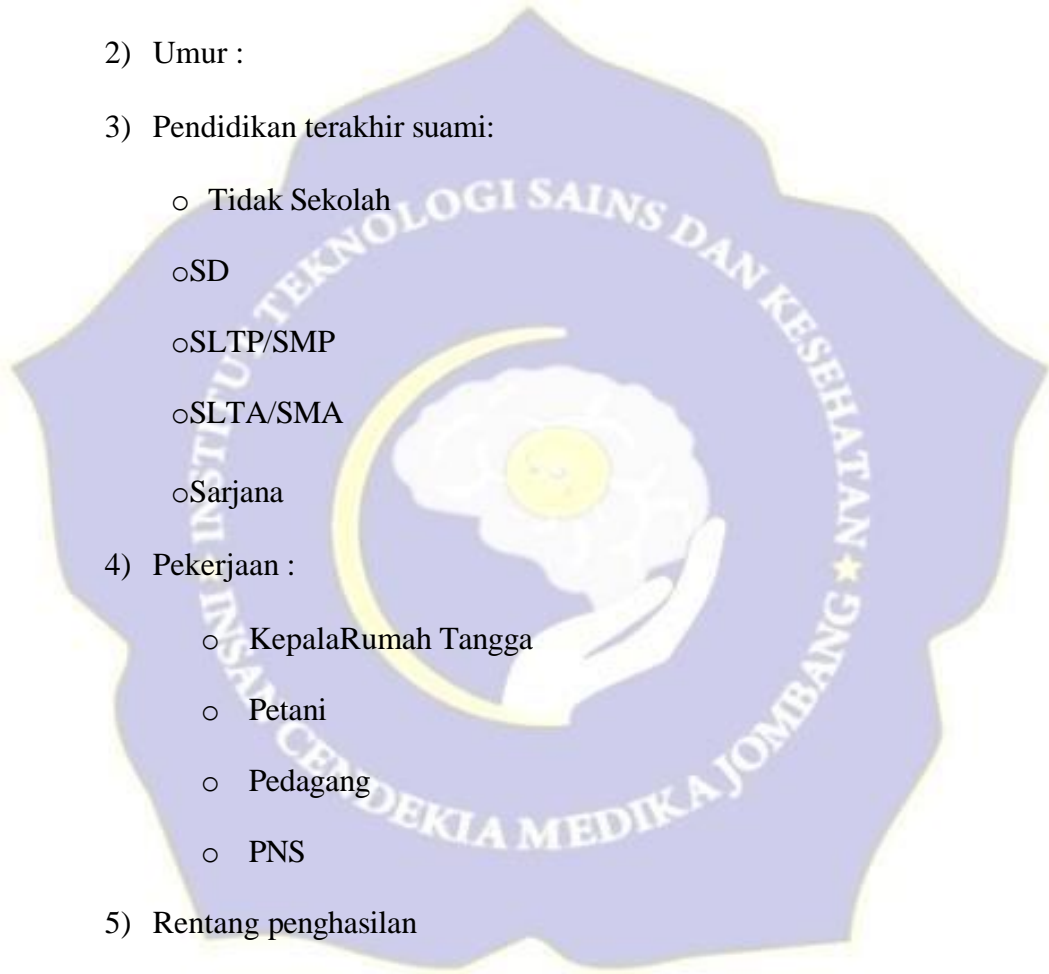 2) Umur :
3) Pendidikan terakhir suami:
o Tidak Sekolah
oSD
oSLTP/SMP
oSLTA/SMA
oSarjana
4) Pekerjaan :
o KepalaRumah Tangga
o Petani
o Pedagang
o PNS
5) Rentang penghasilan
INSTITUT TEKNOLOGI SAINS DAN KESEHATAN
INSAN CENDEKIA MEDIKA JOMBANG